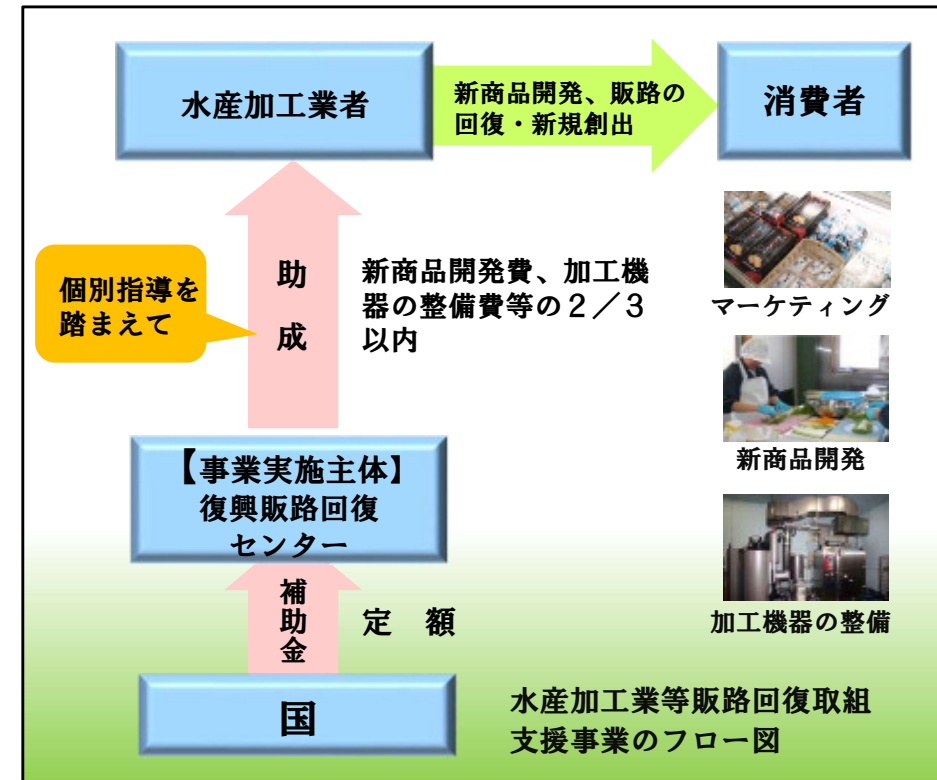 水産加工業者
新商品開発、販路の
回復・新規創出
消費者
個別指導を
踏まえて
助
成
新商品開発費、加工機
器の整備費等の２／３
以内
マーケティング
新商品開発
加工機器の整備
【事業実施主体】
復興販路回復
センター
補
助
金
定　額
国
水産加工業等販路回復取組
支援事業のフロー図